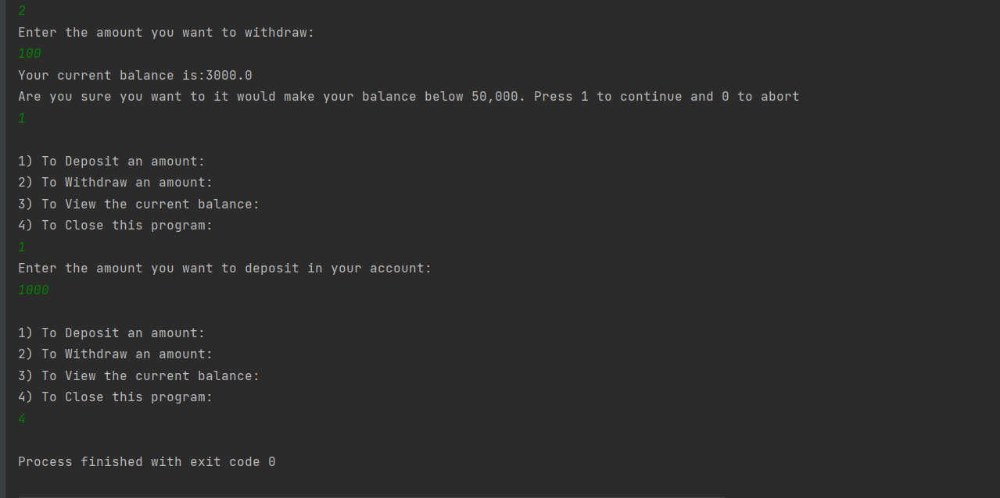 2
Enter the amount you want to withdraw:
100
Your current balance is:3000.0
Are you sure you want to it would make your balance below 50,000. Press 1 to continue and 0 to abort
1
1) To Deposit an amount:
2) To Withdraw an amount:
3) To View the current balance:
4) To Close this program:
1
Enter the amount you want to deposit in your account:
1000
1) To Deposit an amount:
2) To Withdraw an amount:
3) To View the current balance:
4) To Close this program:
4
Process finished with exit code 0